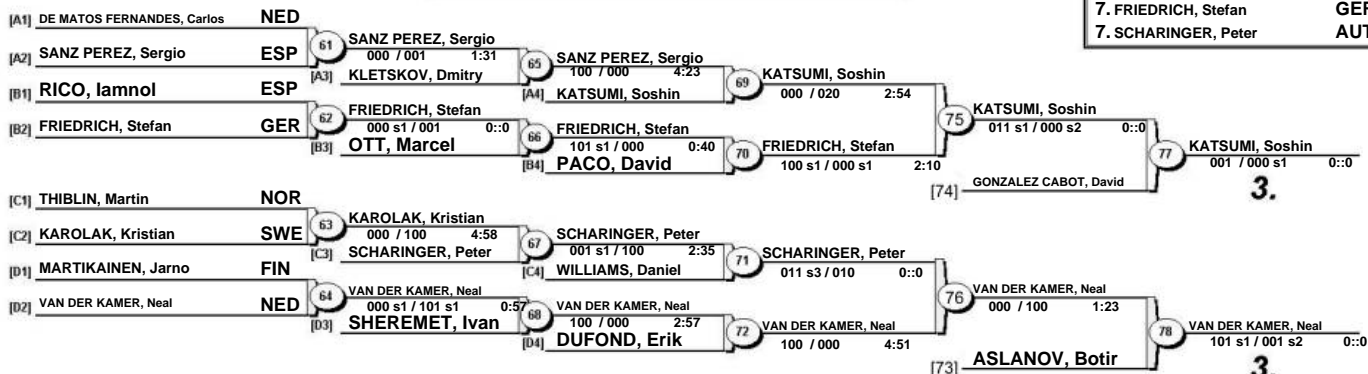 7. FRIEDRICH, Stefan GER
7. SCHARINGER, Peter AUT
[A1] DE MATOS FERNANDES, Carlos NED
[A2] SANZ PEREZ, Sergio ESP
61
SANZ PEREZ, Sergio
000 / 001 1:31
[A3] KLETSKOV, Dmitry
65
SANZ PEREZ, Sergio
100 / 000 4:23
[A4] KATSUMI, Soshin
69
KATSUMI, Soshin
000 / 020 2:54
[B1] RICO, Iamnol ESP
[B2] FRIEDRICH, Stefan GER
62
FRIEDRICH, Stefan
000 s1 / 001 0::0
[B3] OTT, Marcel
66
FRIEDRICH, Stefan
101 s1 / 000 0:40
[B4] PACO, David
70
FRIEDRICH, Stefan
100 s1 / 000 s1 2:10
75
KATSUMI, Soshin
011 s1 / 000 s2 0::0
[74] GONZALEZ CABOT, David
77
KATSUMI, Soshin
001 / 000 s1 0::0
3.
[C1] THIBLIN, Martin NOR
[C2] KAROLAK, Kristian SWE
63
KAROLAK, Kristian
000 / 100 4:58
[C3] SCHARINGER, Peter
67
SCHARINGER, Peter
001 s1 / 100 2:35
[C4] WILLIAMS, Daniel
71
SCHARINGER, Peter
011 s3 / 010 0::0
[D1] MARTIKAINEN, Jarno FIN
[D2] VAN DER KAMER, Neal NED
64
VAN DER KAMER, Neal
000 s1 / 101 s1 0:57
[D3] SHEREMET, Ivan
68
VAN DER KAMER, Neal
100 / 000 2:57
[D4] DUFOND, Erik
72
VAN DER KAMER, Neal
100 / 000 4:51
76
VAN DER KAMER, Neal
000 / 100 1:23
[73] ASLANOV, Botir
78
VAN DER KAMER, Neal
101 s1 / 001 s2 0::0
3.